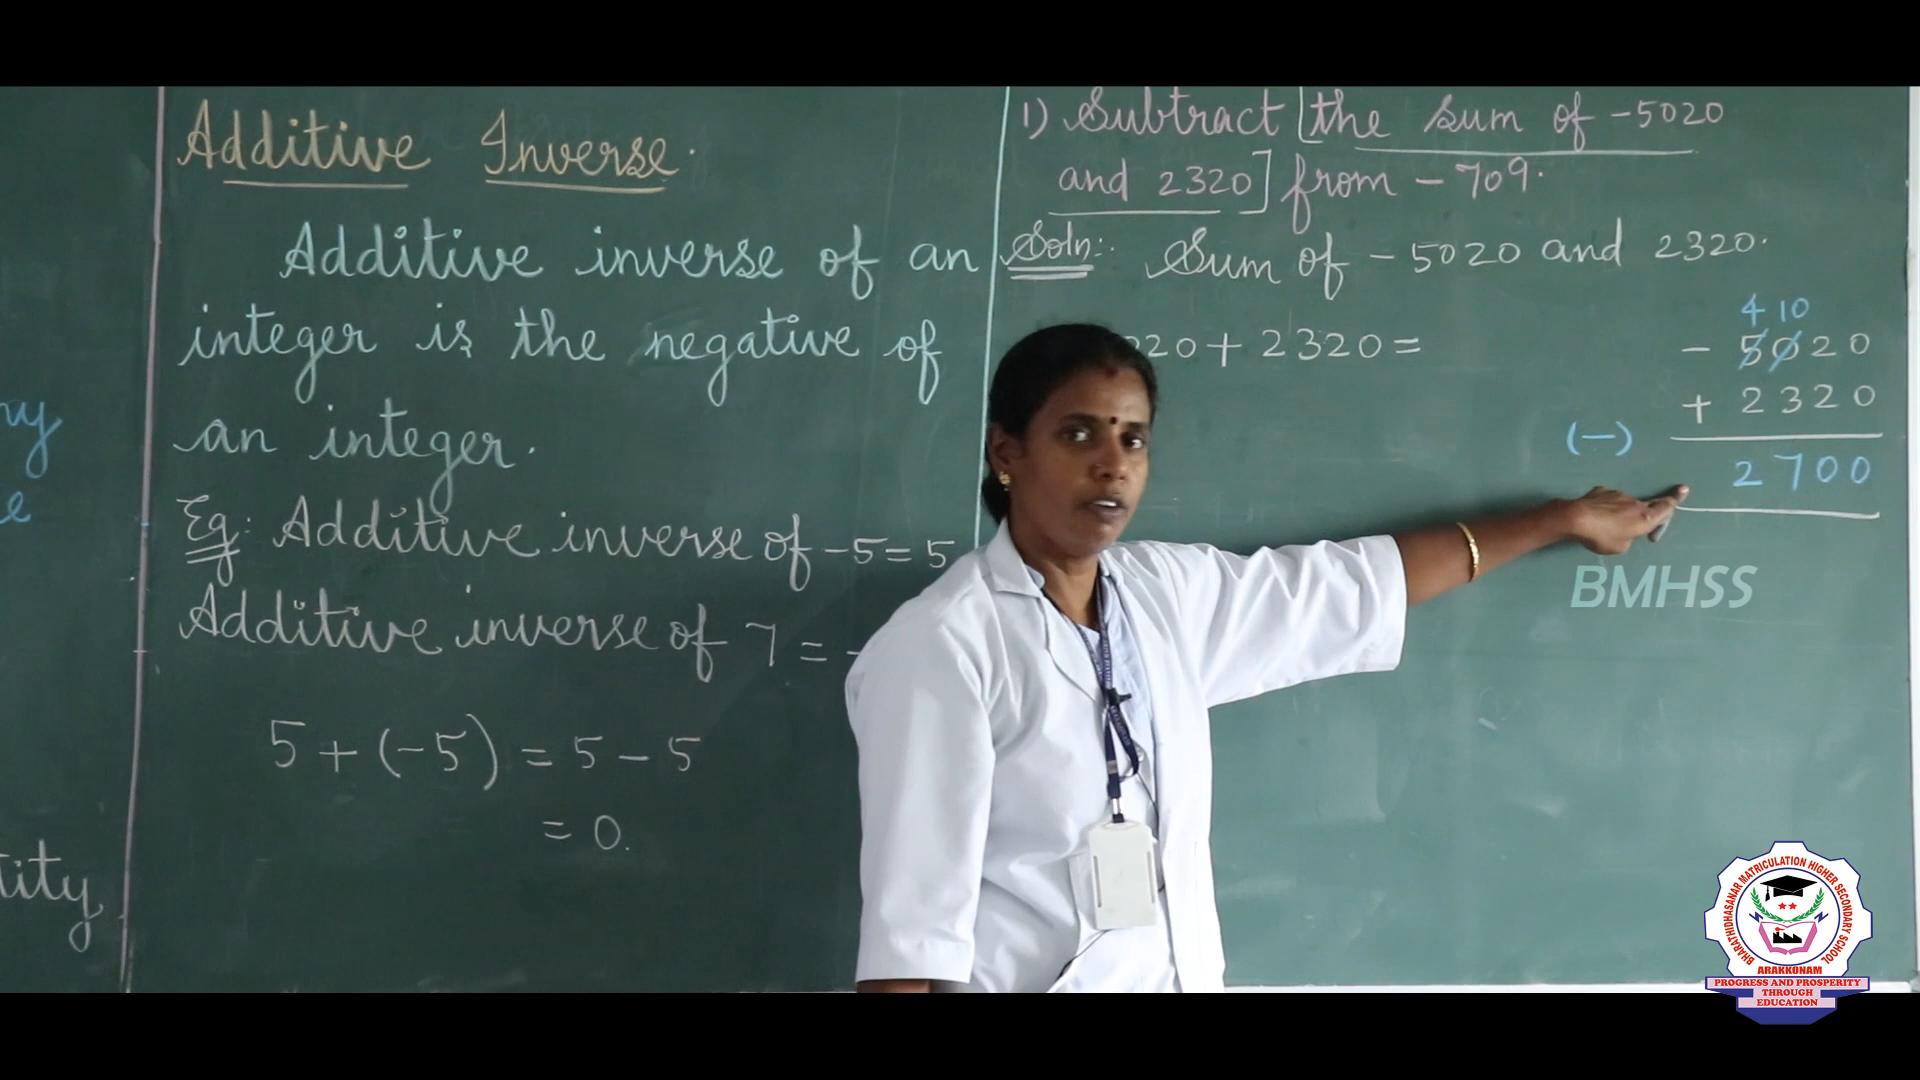 Additive Inverse.
Additive inverse of an
integer is the negative of
an integer.
Eg: Additive inverse of -5 = 5
Additive inverse of 7 = -
5 + (-5) = 5 - 5
= 0.
1) Subtract [the sum of -5020
and 2320] from -709.
Soln:. Sum of -5020 and 2320.
20 + 2320 =
4 10
- 5020
+ 2320
(-)
2700
BMHSS
BHARATHIDHASANAR MATRICULATION HIGHER SECONDARY SCHOOL
ARAKKONAM
PROGRESS AND PROSPERITY
THROUGH
EDUCATION
tity